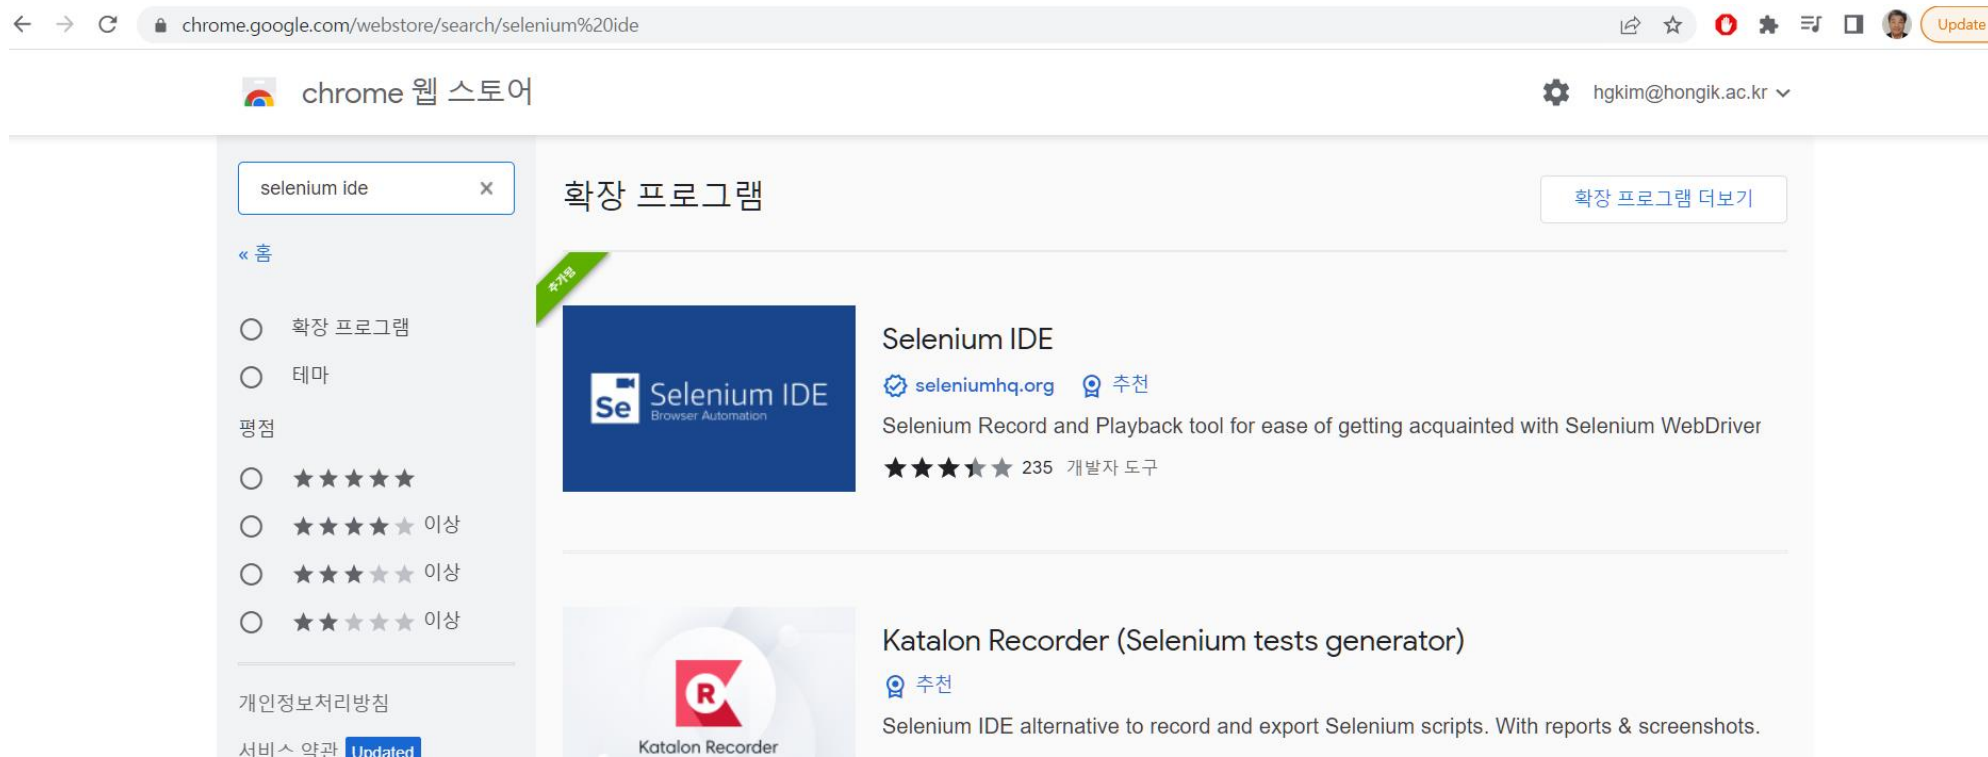 chrome.google.com/webstore/search/selenium%20ide
Update
chrome 웹 스토어
hgkim@hongik.ac.kr
selenium ide
« 홈
확장 프로그램
테마
평점
이상
이상
이상
개인정보처리방침
서비스 약관 Updated
확장 프로그램
확장 프로그램 더보기
추가됨
Se Selenium IDE
Browser Automation
Selenium IDE
seleniumhq.org 추천
Selenium Record and Playback tool for ease of getting acquainted with Selenium WebDriver
235 개발자 도구
R
Katalon Recorder
Katalon Recorder (Selenium tests generator)
추천
Selenium IDE alternative to record and export Selenium scripts. With reports & screenshots.